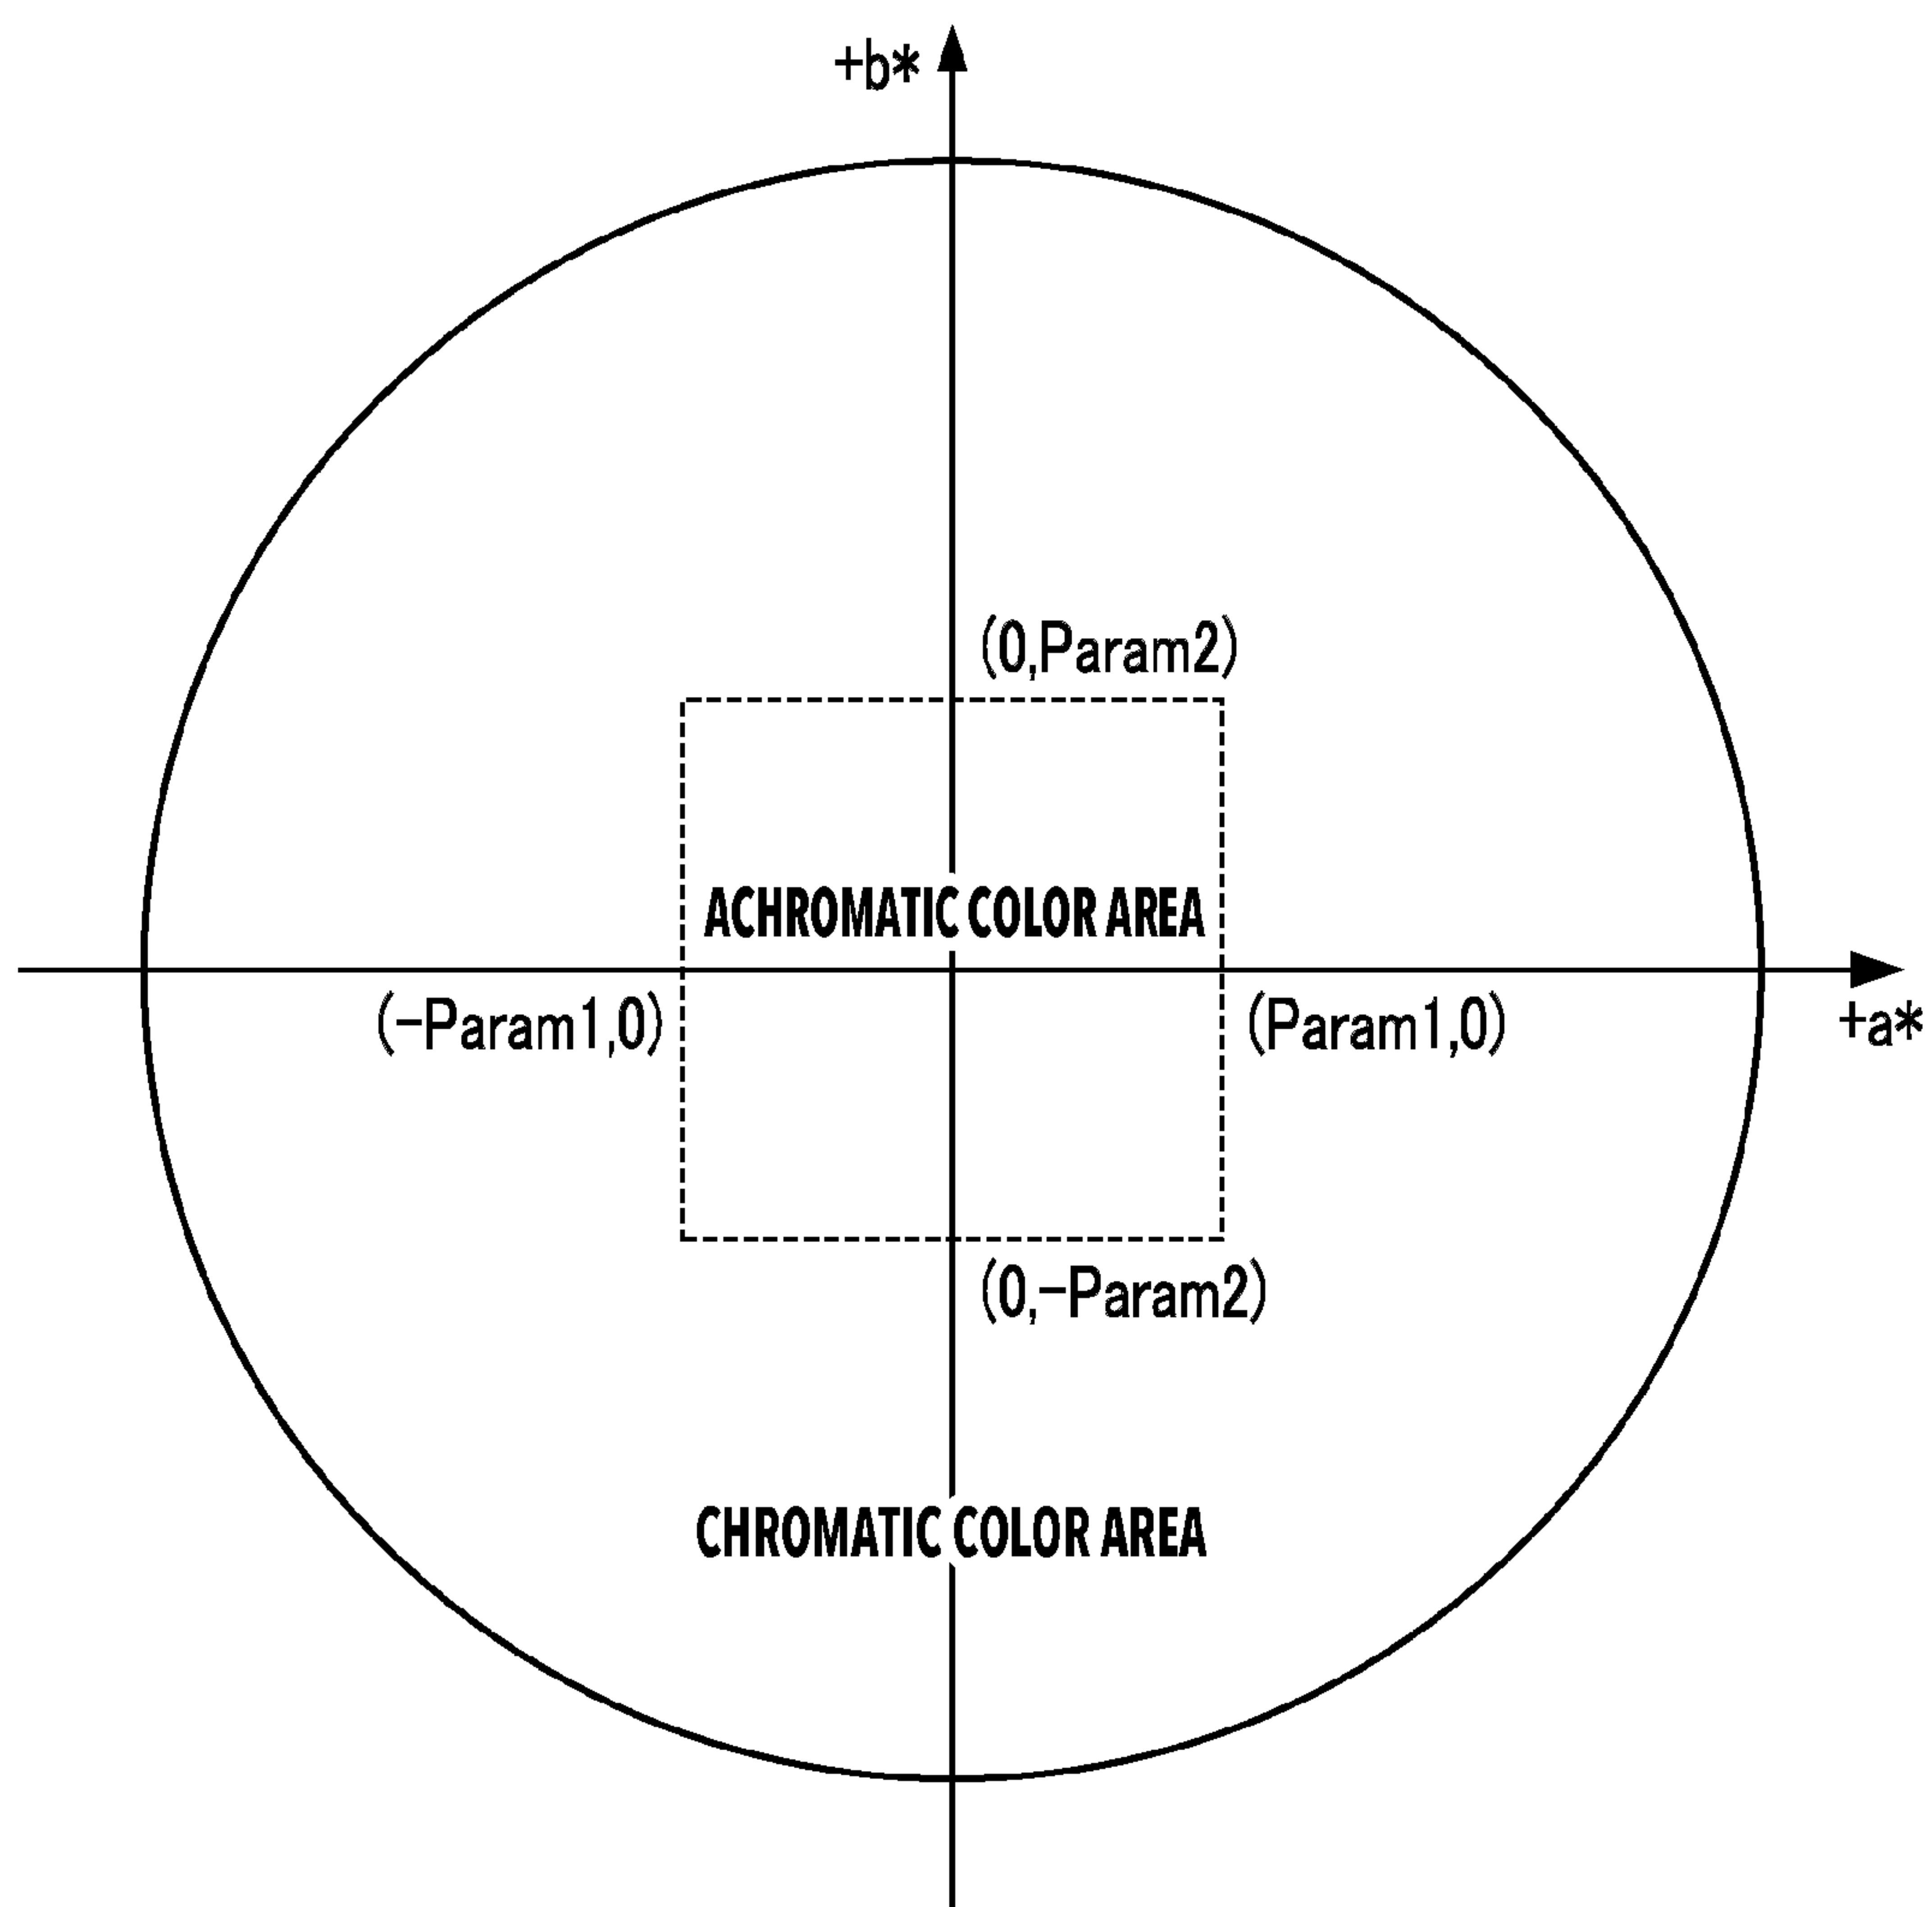 +b*
(0,Param2)
ACHROMATIC COLOR AREA
(-Param1,0)
(Param1,0)
+a*
(0,-Param2)
CHROMATIC COLOR AREA